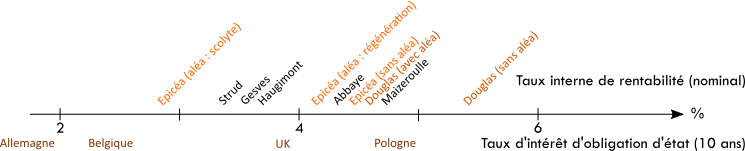 Epicéa (aléa : scolyte)
Strud
Gesves
Haugimont
Epicéa (aléa : régénération)
Abbaye
Epicéa (sans aléa)
Douglas (avec aléa)
Maizeroulle
Douglas (sans aléa)
Taux interne de rentabilité (nominal)
2 4 6 %
Allemagne Belgique UK Pologne Taux d'intérêt d'obligation d'état (10 ans)